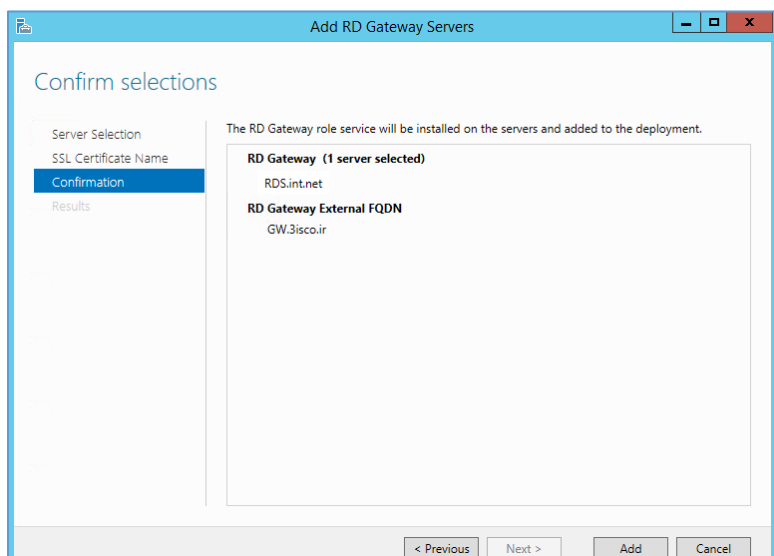 Add RD Gateway Servers
Confirm selections
Server Selection
SSL Certificate Name
Confirmation
Results
The RD Gateway role service will be installed on the servers and added to the deployment.
RD Gateway (1 server selected)
RDS.int.net
RD Gateway External FQDN
GW.3isco.ir
< Previous
Next >
Add
Cancel